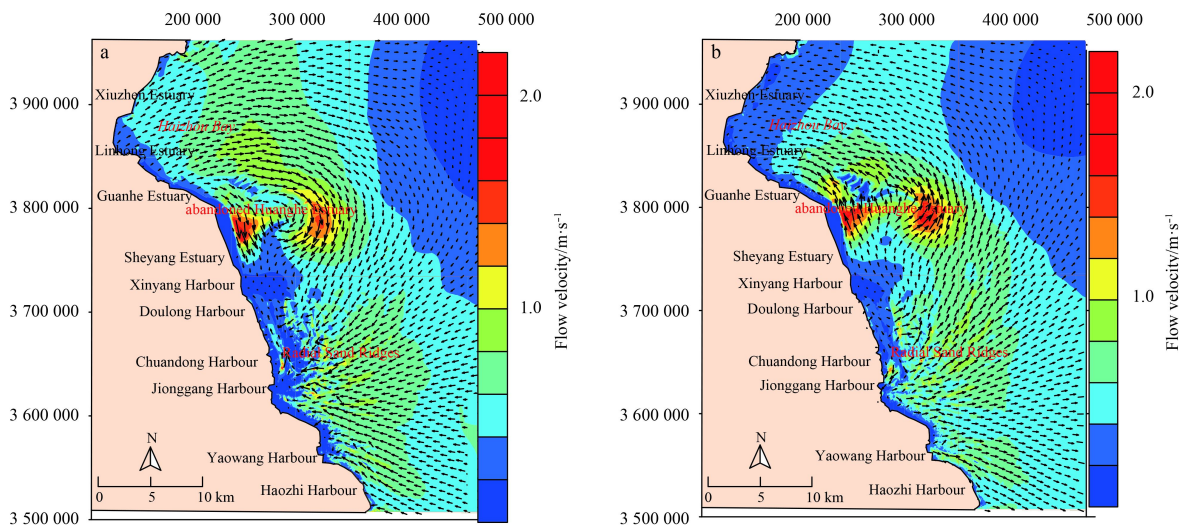 200 000 300 000 400 000 500 000
a
Xiuzhen Estuary
3 900 000
Haizhou Bay
Linhong Estuary
Guanhe Estuary
abandoned Huanghe Estuary
3 800 000
Sheyang Estuary
Xinyang Harbour
Doulong Harbour
3 700 000
Radial Sand Ridges
Chuandong Harbour
Jionggang Harbour
3 600 000
N
Yaowang Harbour
0 5 10 km
Haozhi Harbour
3 500 000
2.0
1.0
Flow velocity/m·s⁻¹
200 000 300 000 400 000 500 000
b
Xiuzhen Estuary
3 900 000
Haizhou Bay
Linhong Estuary
Guanhe Estuary
abandoned Huanghe Estuary
3 800 000
Sheyang Estuary
Xinyang Harbour
Doulong Harbour
3 700 000
Radial Sand Ridges
Chuandong Harbour
Jionggang Harbour
3 600 000
N
Yaowang Harbour
0 5 10 km
Haozhi Harbour
3 500 000
2.0
1.0
Flow velocity/m·s⁻¹